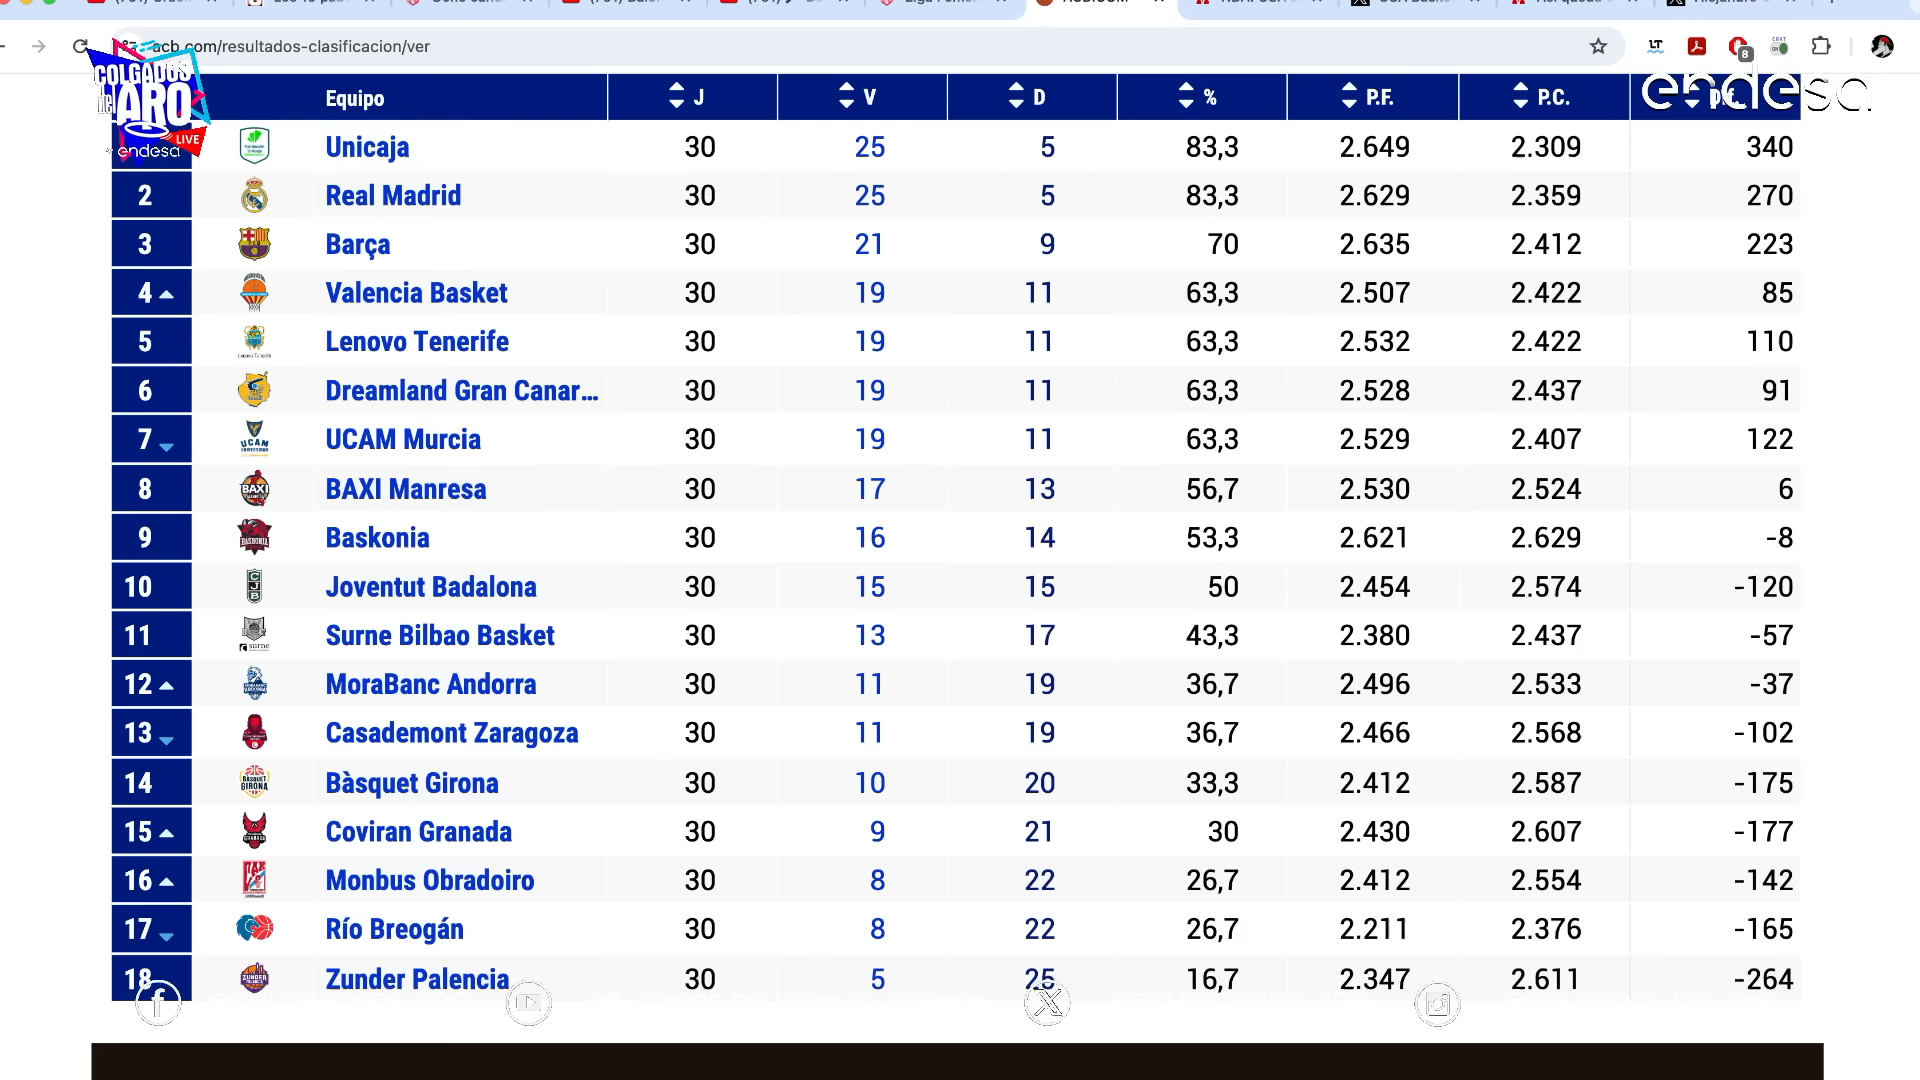 acb.com/resultados-clasificacion/ver
8
COLGADOS
del
ARO
LIVE
endesa
endesa
Equipo J V D % P.F. P.C.
Unicaja 30 25 5 83,3 2.649 2.309 340
2 Real Madrid 30 25 5 83,3 2.629 2.359 270
3 Barça 30 21 9 70 2.635 2.412 223
4 Valencia Basket 30 19 11 63,3 2.507 2.422 85
5 Lenovo Tenerife 30 19 11 63,3 2.532 2.422 110
6 Dreamland Gran Canar... 30 19 11 63,3 2.528 2.437 91
7 UCAM Murcia 30 19 11 63,3 2.529 2.407 122
8 BAXI Manresa 30 17 13 56,7 2.530 2.524 6
9 Baskonia 30 16 14 53,3 2.621 2.629 -8
10 Joventut Badalona 30 15 15 50 2.454 2.574 -120
11 Surne Bilbao Basket 30 13 17 43,3 2.380 2.437 -57
12 MoraBanc Andorra 30 11 19 36,7 2.496 2.533 -37
13 Casademont Zaragoza 30 11 19 36,7 2.466 2.568 -102
14 Bàsquet Girona 30 10 20 33,3 2.412 2.587 -175
15 Coviran Granada 30 9 21 30 2.430 2.607 -177
16 Monbus Obradoiro 30 8 22 26,7 2.412 2.554 -142
17 Río Breogán 30 8 22 26,7 2.211 2.376 -165
18 Zunder Palencia 30 5 25 16,7 2.347 2.611 -264